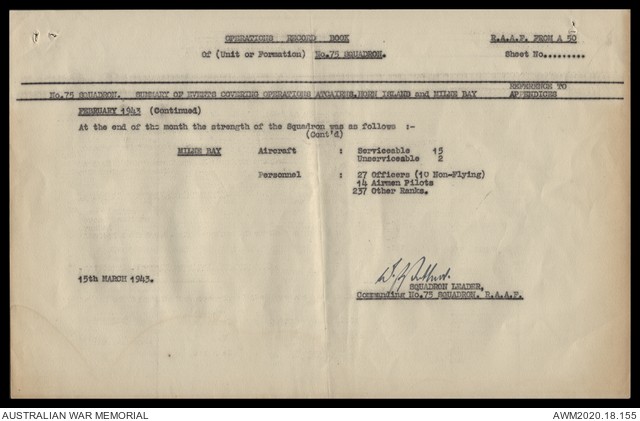 OPERATIONS RECORD BOOK R.A.A.F. FROM A 50
Of (Unit or Formation) No.75 SQUADRON. Sheet No.........
No.75 SQUADRON. SUMMARY OF EVENTS COVERING OPERATIONS ATCAIRNS,HORN ISLAND and MILNE BAY REFERENCE TO APPENDICES
FEBRUARY 1943 (Continued)
At the end of the month the strength of the Squadron was as follows :-
(Cont'd)
MILNE BAY Aircraft : Serviceable 15
Unserviceable 2
Personnel : 27 Officers (10 Non-Flying)
14 Airmen Pilots
237 Other Ranks.
15th MARCH 1943.
SQUADRON LEADER,
Commanding No.75 SQUADRON. R.A.A.F.
AUSTRALIAN WAR MEMORIAL AWM2020.18.155